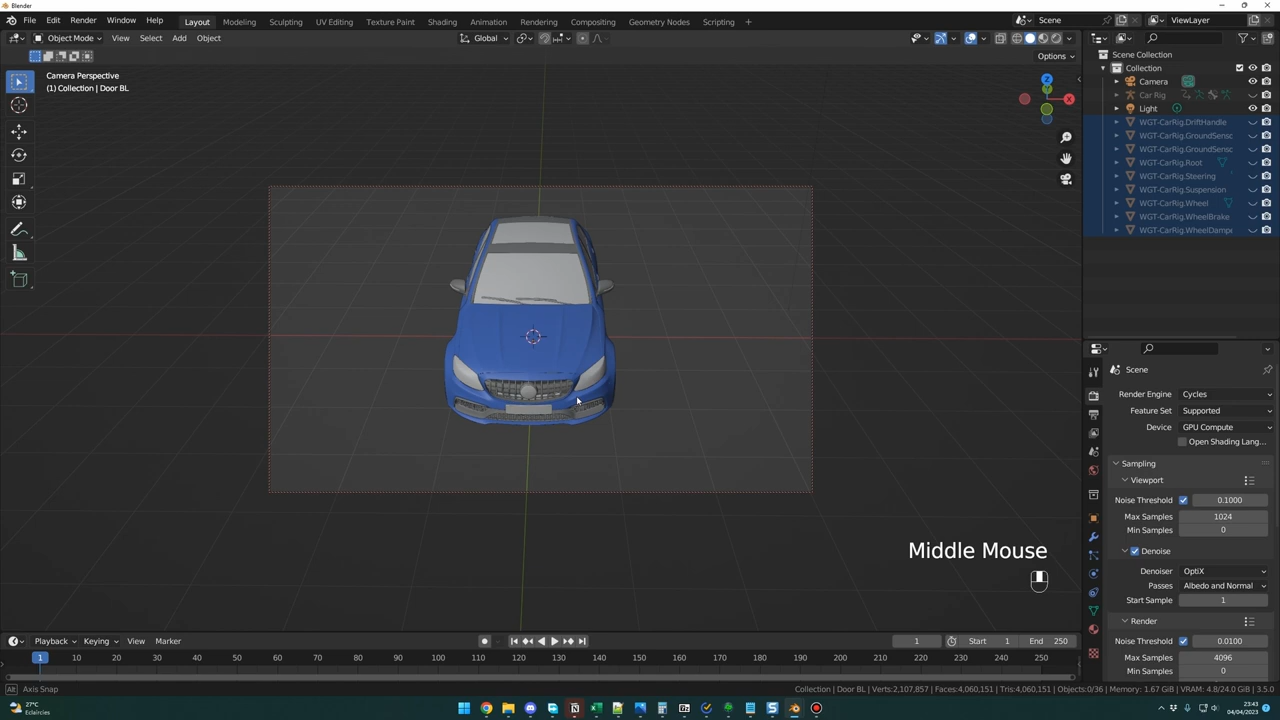 Blender
File Edit Render Window Help Layout Modeling Sculpting UV Editing Texture Paint Shading Animation Rendering Compositing Geometry Nodes Scripting + Scene ViewLayer
Object Mode View Select Add Object Global
Options
Camera Perspective
(1) Collection | Door BL
Z
Y
X
Scene Collection
Collection
Camera
Car Rig
Light
WGT-CarRig.DriftHandle
WGT-CarRig.GroundSensc
WGT-CarRig.GroundSensc
WGT-CarRig.Root
WGT-CarRig.Steering
WGT-CarRig.Suspension
WGT-CarRig.Wheel
WGT-CarRig.WheelBrake
WGT-CarRig.WheelDampe
Scene
Render Engine Cycles
Feature Set Supported
Device GPU Compute
Open Shading Lang...
Sampling
Viewport
Noise Threshold 0.1000
Max Samples 1024
Min Samples 0
Denoise
Denoiser OptiX
Passes Albedo and Normal
Start Sample 1
Render
Noise Threshold 0.0100
Max Samples 4096
Min Samples 0
Middle Mouse
Playback Keying View Marker 1 Start 1 End 250
1 10 20 30 40 50 60 70 80 90 100 110 120 130 140 150 160 170 180 190 200 210 220 230 240 250
Alt Axis Snap Collection | Door BL | Verts:2,107,857 | Faces:4,060,151 | Tris:4,060,151 | Objects:0/36 | Memory: 1.67 GiB | VRAM: 4.8/24.0 GiB | 3.5.0
27°C
Eclaircies
23:43
04/04/2023